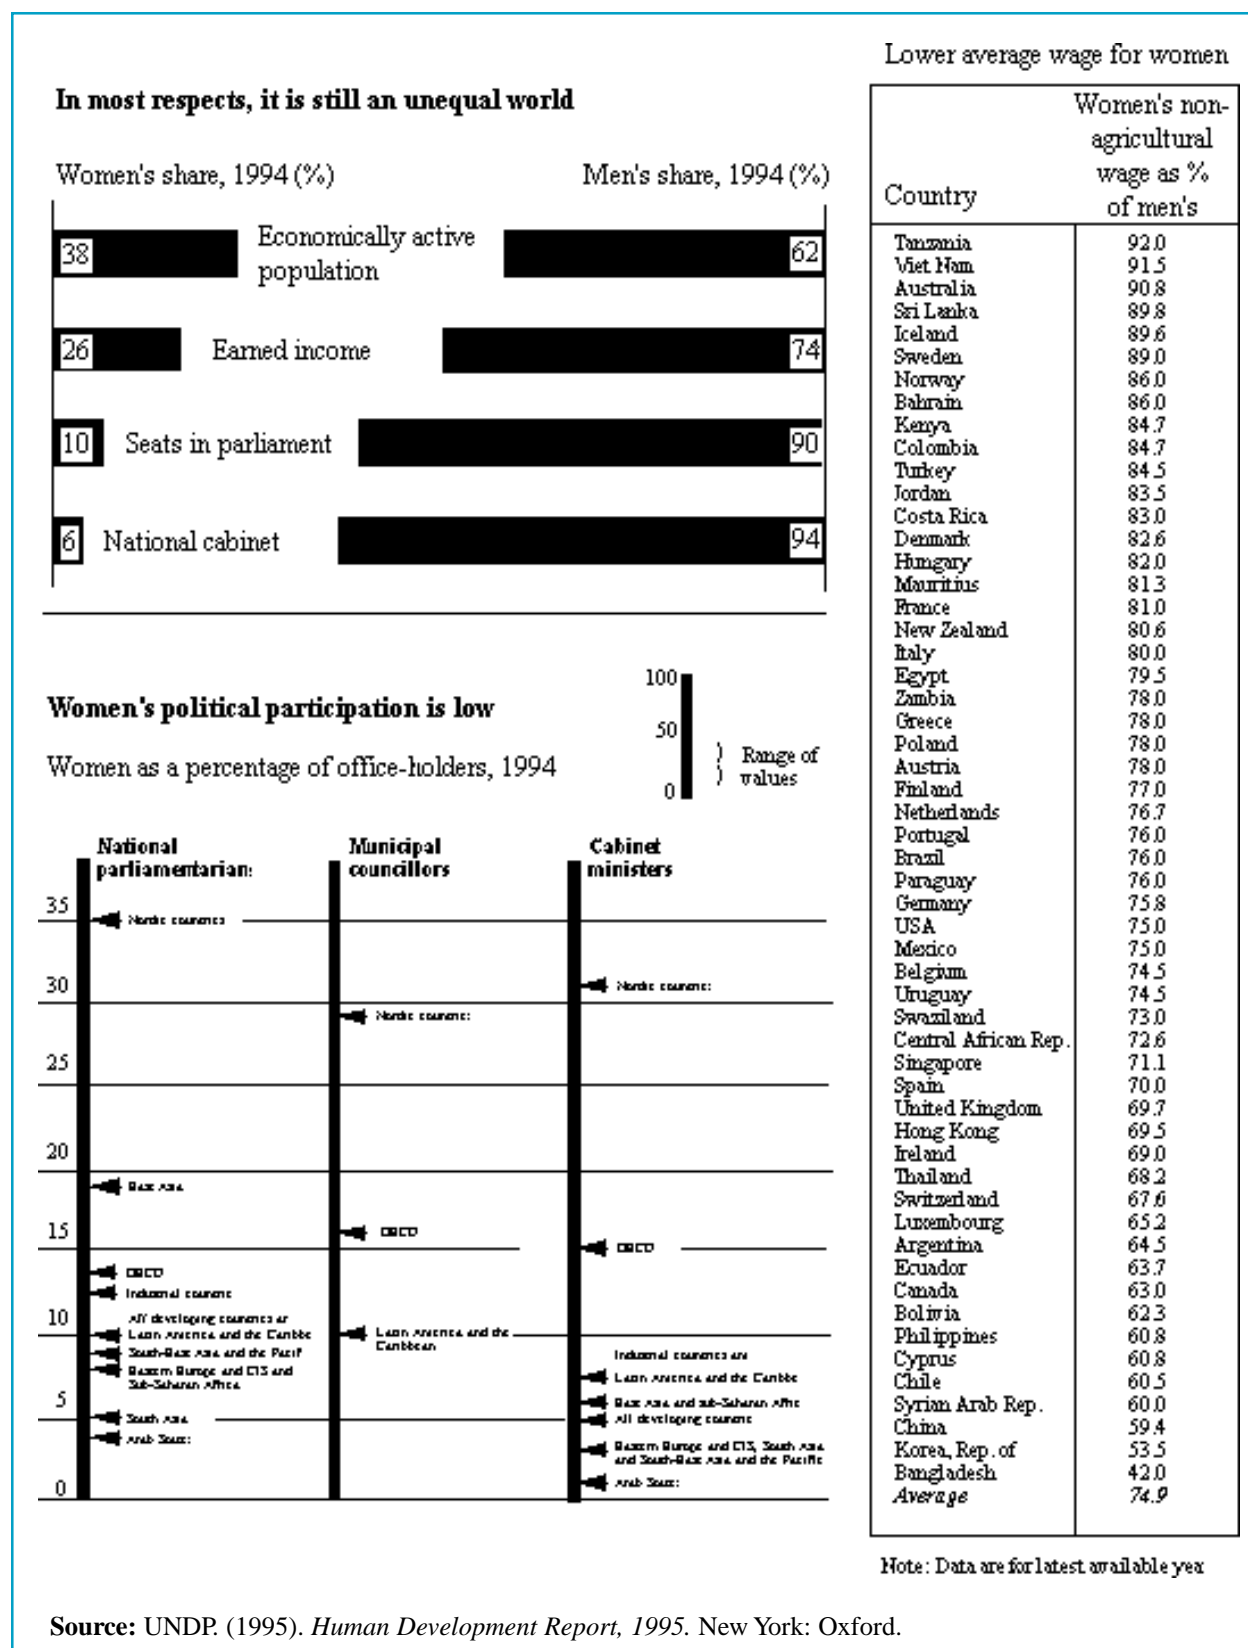 In most respects, it is still an unequal world
Women's share, 1994 (%)
Men's share, 1994 (%)
38
Economically active
population
62
26
Earned income
74
10
Seats in parliament
90
6
National cabinet
94
Women's political participation is low
Women as a percentage of office-holders, 1994
100
50
0
Range of
values
National
parliamentarian:
Municipal
councillors
Cabinet
ministers
35
30
25
20
15
10
5
0
Nordic countries
East Asia
OECD
Industrial
All developing countries
Latin America and the
South-East Asia and the Pacif
Eastern Europe and CIS and
Sub-Saharan Africa
South Asia
Arab
Nordic
OECD
Latin America and the
Caribbean
Nordic
OECD
Industrial countries
Latin America and the
East Asia and sub-Saharan
All developing
Eastern Europe and CIS, South Asia
and South-East Asia and the Pacific
Arab
Lower average wage for women
Country
Women's non-
agricultural
wage as %
of men's
Tanzania 92.0
Viet Nam 91.5
Australia 90.8
Sri Lanka 89.8
Iceland 89.6
Sweden 89.0
Norway 86.0
Bahrain 86.0
Kenya 84.7
Colombia 84.7
Turkey 84.5
Jordan 83.5
Costa Rica 83.0
Denmark 82.6
Hungary 82.0
Mauritius 81.3
France 81.0
New Zealand 80.6
Italy 80.0
Egypt 79.5
Zambia 78.0
Greece 78.0
Poland 78.0
Austria 78.0
Finland 77.0
Netherlands 76.7
Portugal 76.0
Brazil 76.0
Paraguay 76.0
Germany 75.8
USA 75.0
Mexico 75.0
Belgium 74.5
Uruguay 74.5
Swaziland 73.0
Central African Rep. 72.6
Singapore 71.1
Spain 70.0
United Kingdom 69.7
Hong Kong 69.5
Ireland 69.0
Thailand 68.2
Switzerland 67.6
Luxembourg 65.2
Argentina 64.5
Ecuador 63.7
Canada 63.0
Bolivia 62.3
Philippines 60.8
Cyprus 60.8
Chile 60.5
Syrian Arab Rep. 60.0
China 59.4
Korea, Rep. of 53.5
Bangladesh 42.0
Average 74.9
Note: Data are for latest available yea
Source: UNDP. (1995). Human Development Report, 1995. New York: Oxford.